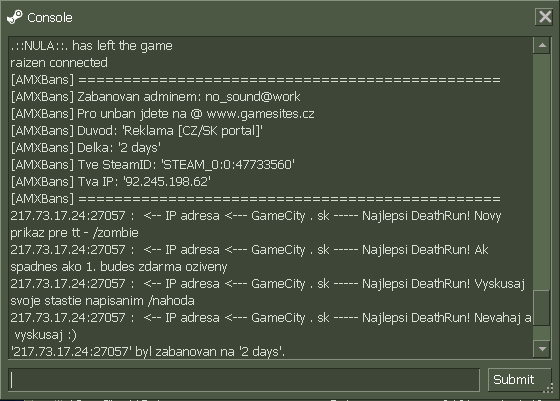 Console
.::NULA::. has left the game
raizen connected
[AMXBans] ===============================================
[AMXBans] Zabanovan adminem: no_sound@work
[AMXBans] Pro unban jdete na @ www.gamesites.cz
[AMXBans] Duvod: 'Reklama [CZ/SK portal]'
[AMXBans] Delka: '2 days'
[AMXBans] Tve SteamID: 'STEAM_0:0:47733560'
[AMXBans] Tva IP: '92.245.198.62'
[AMXBans] ===============================================
217.73.17.24:27057 :  <-- IP adresa <--- GameCity . sk ----- Najlepsi DeathRun! Novy
prikaz pre tt - /zombie
217.73.17.24:27057 :  <-- IP adresa <--- GameCity . sk ----- Najlepsi DeathRun! Ak
spadnes ako 1. budes zdarma oziveny
217.73.17.24:27057 :  <-- IP adresa <--- GameCity . sk ----- Najlepsi DeathRun! Vyskusaj
svoje stastie napisanim /nahoda
217.73.17.24:27057 :  <-- IP adresa <--- GameCity . sk ----- Najlepsi DeathRun! Nevahaj a
vyskusaj :)
'217.73.17.24:27057' byl zabanovan na '2 days'.
Submit